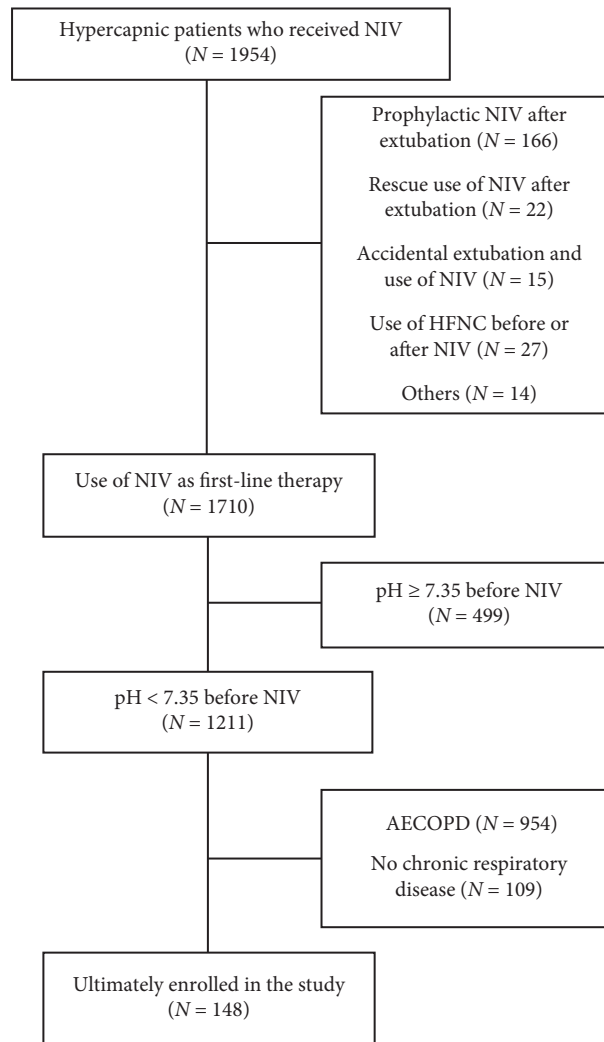 Hypercapnic patients who received NIV
(N = 1954)
Prophylactic NIV after
extubation (N = 166)
Rescue use of NIV after
extubation (N = 22)
Accidental extubation and
use of NIV (N = 15)
Use of HFNC before or
after NIV (N = 27)
Others (N = 14)
Use of NIV as first-line therapy
(N = 1710)
pH ≥ 7.35 before NIV
(N = 499)
pH < 7.35 before NIV
(N = 1211)
AECOPD (N = 954)
No chronic respiratory
disease (N = 109)
Ultimately enrolled in the study
(N = 148)